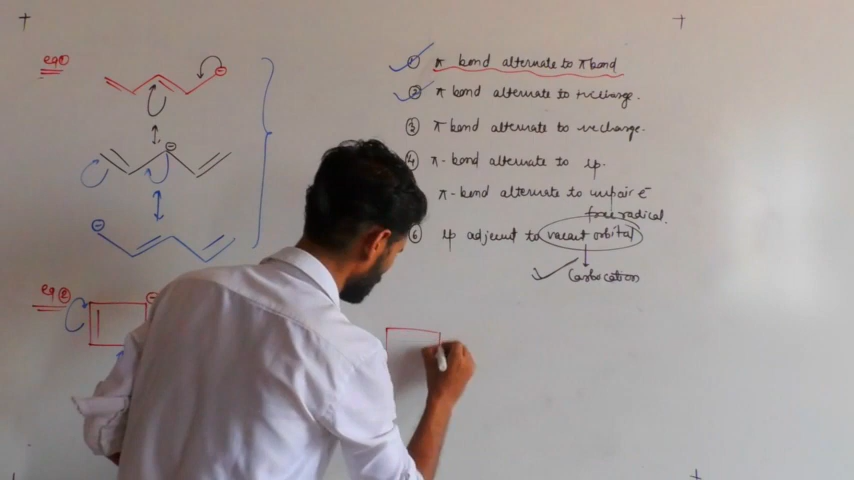 eg①
① π bond alternate to π bond
② π bond alternate to +ve charge.
③ π bond alternate to -ve charge.
④ π-bond alternate to lp.
π-bond alternate to unpair e⁻
free radical.
⑥ lp adjecent to vacant orbital
Carbocation
eg②